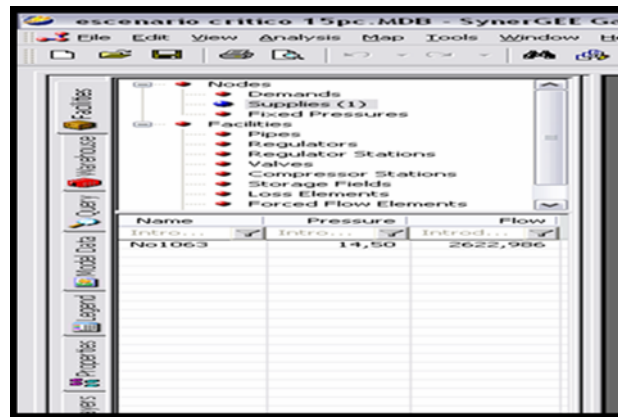 escenario critico 15pc.MDB - SynerGEE Ga
File Edit View Analysis Map Tools Window He
Facilities
Warehouse
Query
Model Data
Legend
Properties
ayers
Nodes
Demands
Supplies (1)
Fixed Pressures
Facilities
Pipes
Regulators
Regulator Stations
Valves
Compressor Stations
Storage Fields
Loss Elements
Forced Flow Elements
Name Pressure Flow
Intro... Intro... Introd...
No1063 14,50 2622,986